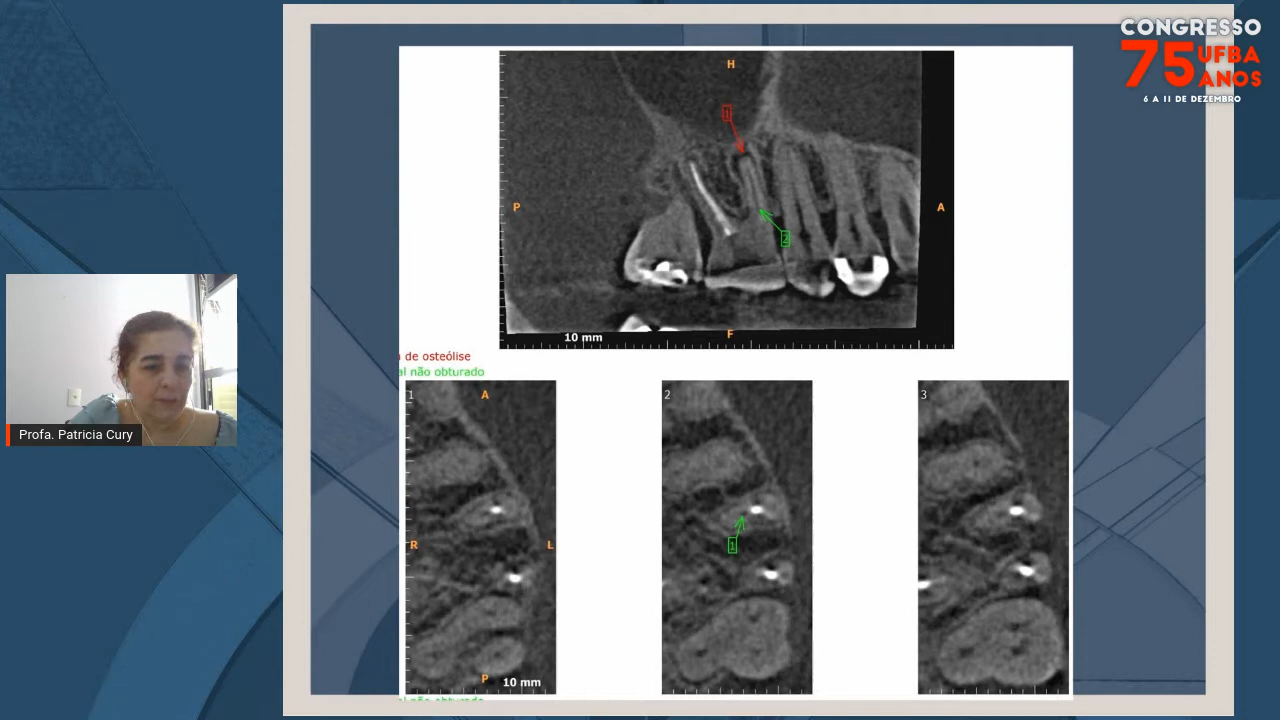 CONGRESSO
75 UFBA
ANOS
6 A 11 DE DEZEMBRO
H
1
P
A
2
10 mm
F
de osteólise
al não obturado
1
A
2
3
R
L
1
P
10 mm
Profa. Patricia Cury